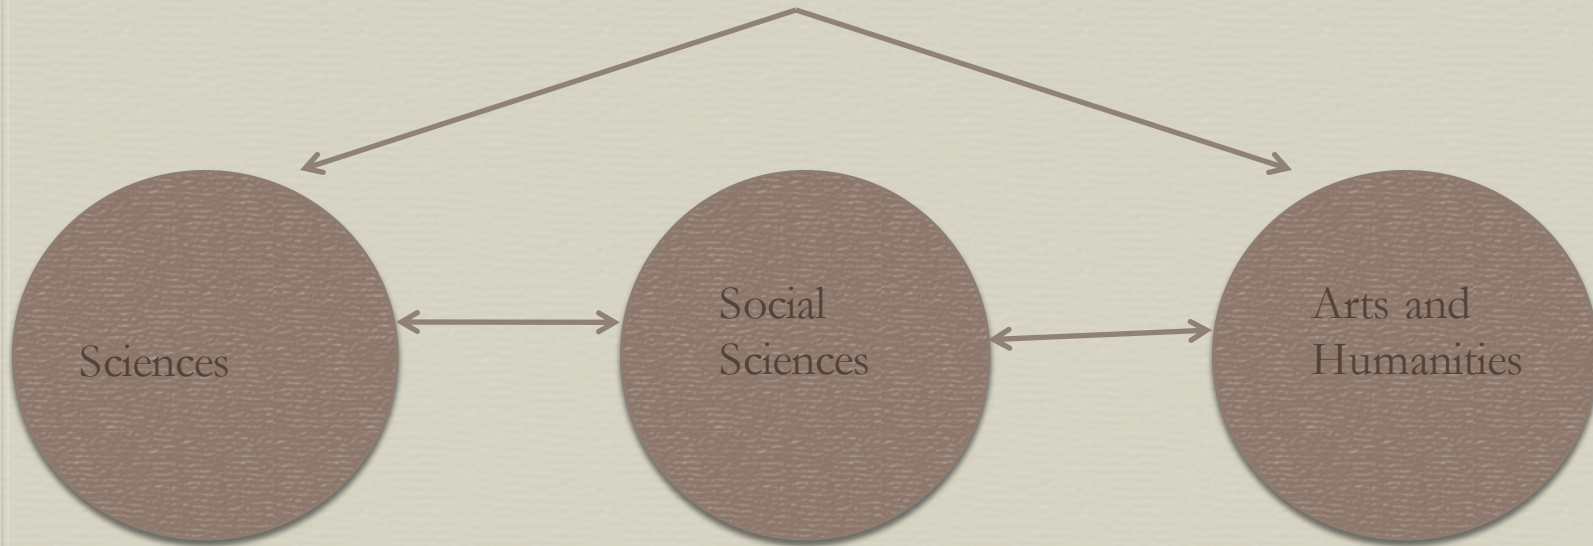 Sciences
Social
Sciences
Arts and
Humanities